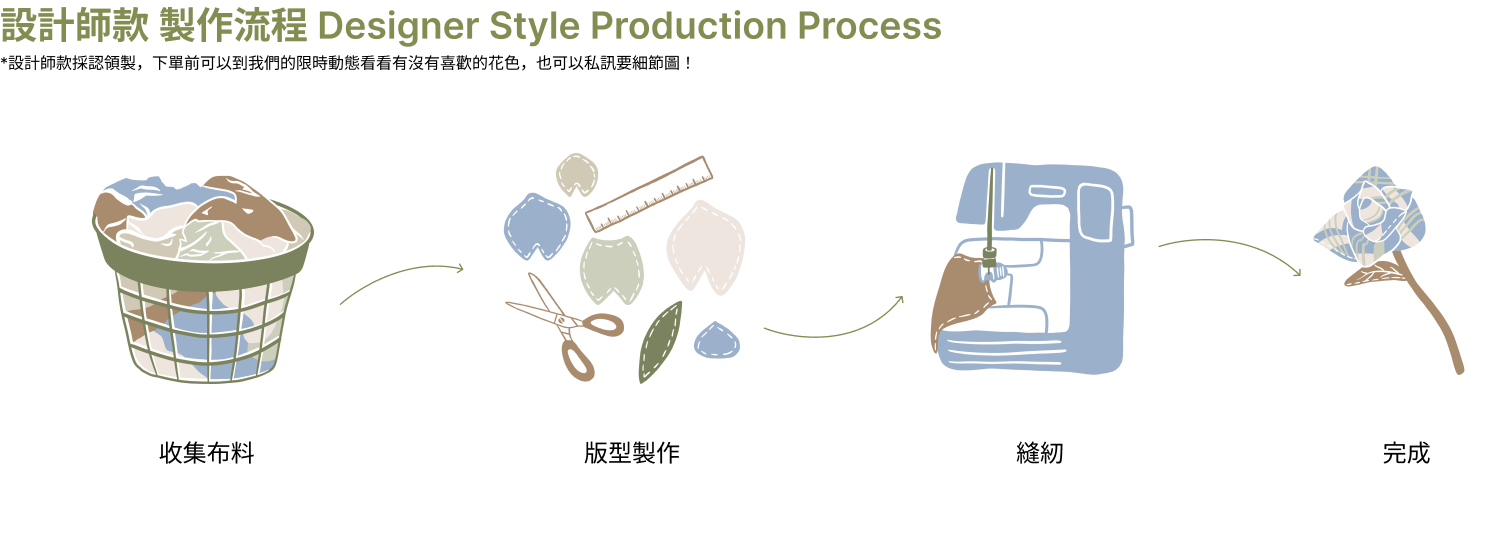 設計師款 製作流程 Designer Style Production Process
*設計師款採認領製，下單前可以到我們的限時動態看看有沒有喜歡的花色，也可以私訊要細節圖！
收集布料
版型製作
縫紉
完成